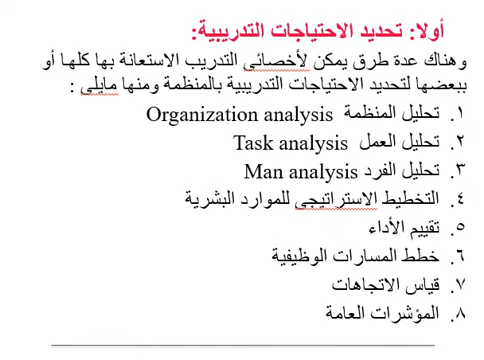 أولا: تحديد الاحتياجات التدريبية:
وهناك عدة طرق يمكن لأخصائى التدريب الاستعانة بها كلها أو
ببعضها لتحديد الاحتياجات التدريبية بالمنظمة ومنها مايلى :
١. تحليل المنظمة Organization analysis
٢. تحليل العمل Task analysis
٣. تحليل الفرد Man analysis
٤. التخطيط الاستراتيجى للموارد البشرية
٥. تقييم الأداء
٦. خطط المسارات الوظيفية
٧. قياس الاتجاهات
٨. المؤشرات العامة